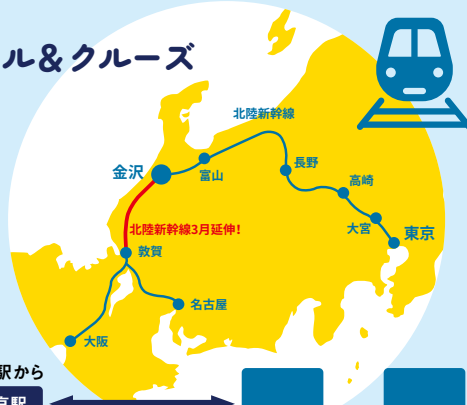 ル&クルーズ
北陸新幹線
金沢
富山
長野
高崎
北陸新幹線3月延伸!
大宮
東京
敦賀
名古屋
大阪
駅から
京駅